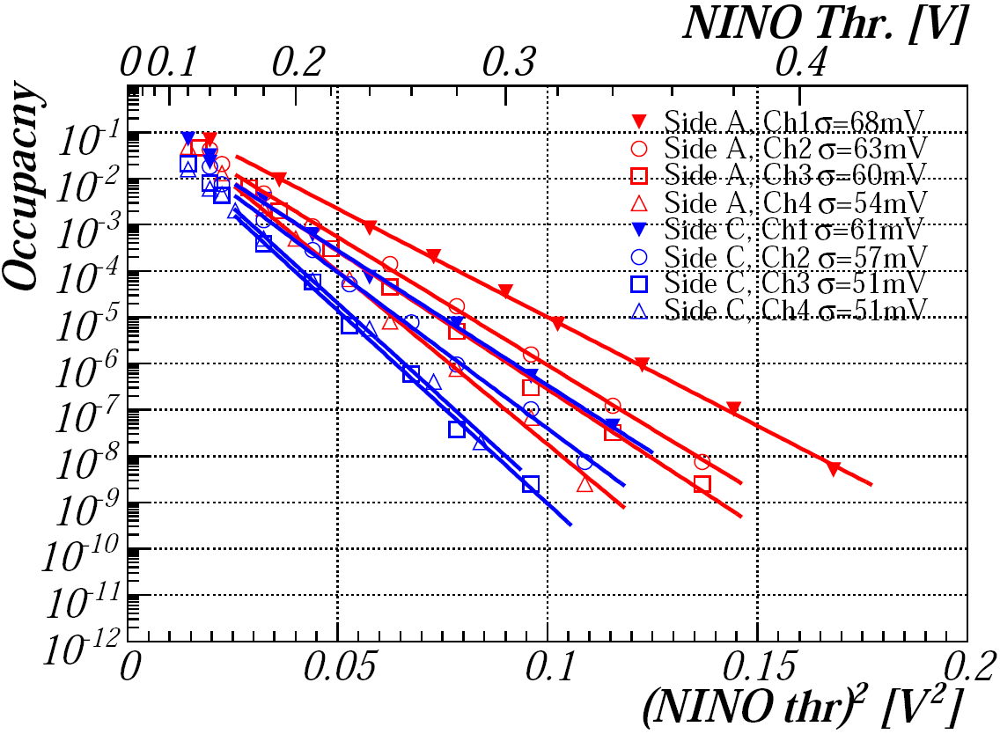 NINO Thr. [V]
0 0.1 0.2 0.3 0.4
Occupacny
10-1
10-2
10-3
10-4
10-5
10-6
10-7
10-8
10-9
10-10
10-11
10-12
Side A, Ch1 σ=68mV
Side A, Ch2 σ=63mV
Side A, Ch3 σ=60mV
Side A, Ch4 σ=54mV
Side C, Ch1 σ=61mV
Side C, Ch2 σ=57mV
Side C, Ch3 σ=51mV
Side C, Ch4 σ=51mV
0 0.05 0.1 0.15 0.2
(NINO thr)2 [V2]